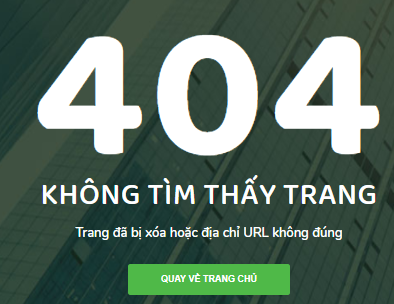 404
KHÔNG TÌM THẤY TRANG
Trang đã bị xóa hoặc địa chỉ URL không đúng
QUAY VỀ TRANG CHỦ